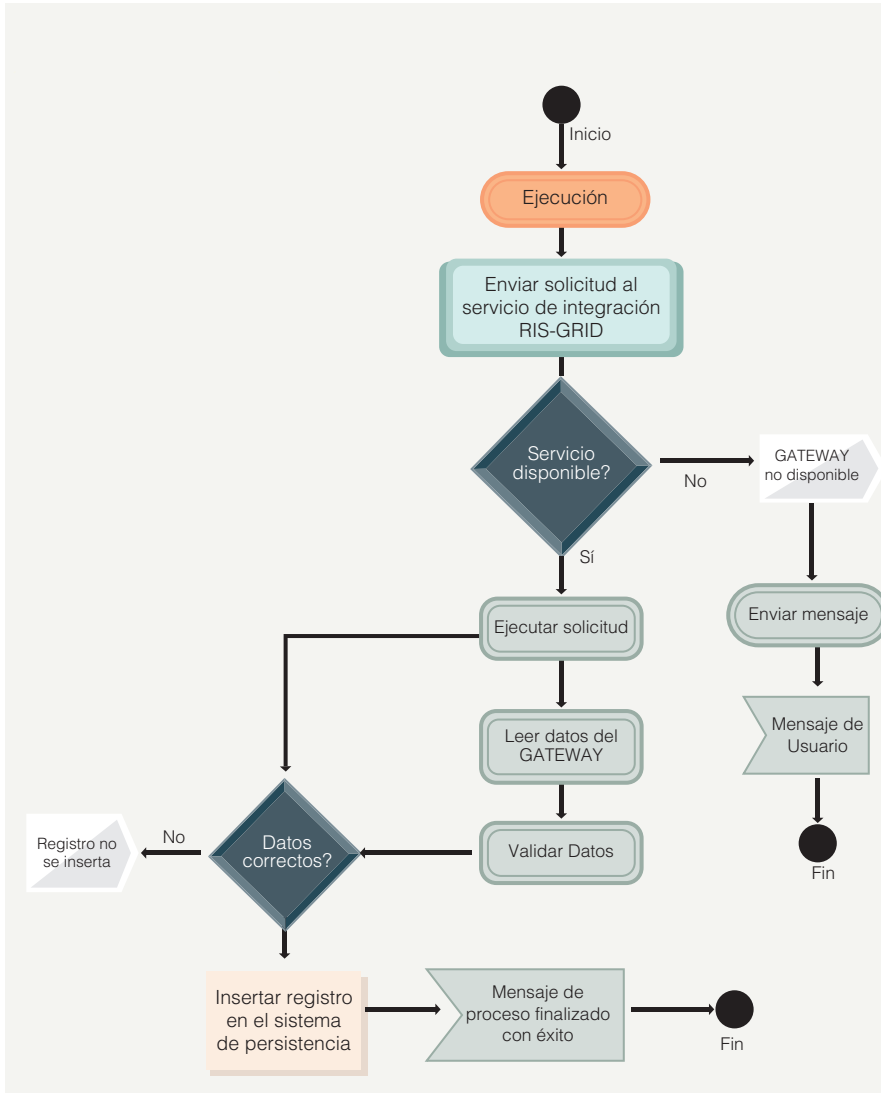 Inicio
Ejecución
Enviar solicitud al
servicio de integración
RIS-GRID
Servicio
disponible?
No
GATEWAY
no disponible
Sí
Ejecutar solicitud
Enviar mensaje
Leer datos del
GATEWAY
Mensaje de
Usuario
Validar Datos
Datos
correctos?
No
Registro no
se inserta
Fin
Insertar registro
en el sistema
de persistencia
Mensaje de
proceso finalizado
con éxito
Fin